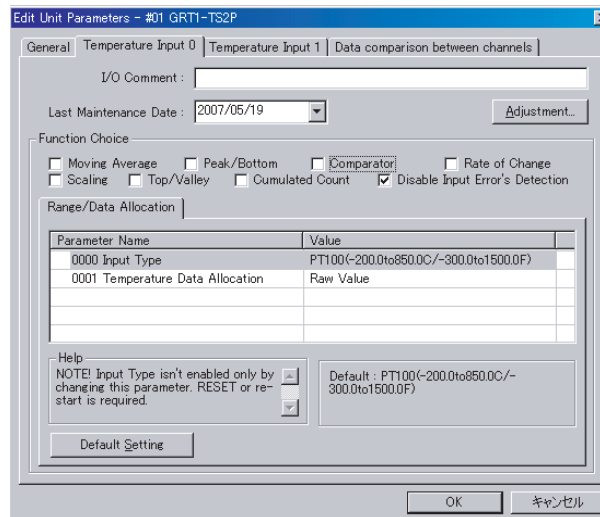 Edit Unit Parameters - #01 GRT1-TS2P
General Temperature Input 0 Temperature Input 1 Data comparison between channels
I/O Comment :
Last Maintenance Date : 2007/05/19 Adjustment...
Function Choice
Moving Average Peak/Bottom Comparator Rate of Change
Scaling Top/Valley Cumulated Count Disable Input Error's Detection
Range/Data Allocation
Parameter Name Value
0000 Input Type PT100(-200.0to850.0C/-300.0to1500.0F)
0001 Temperature Data Allocation Raw Value
Help
NOTE! Input Type isn't enabled only by
changing this parameter. RESET or re-
start is required.
Default : PT100(-200.0to850.0C/-
300.0to1500.0F)
Default Setting
OK キャンセル